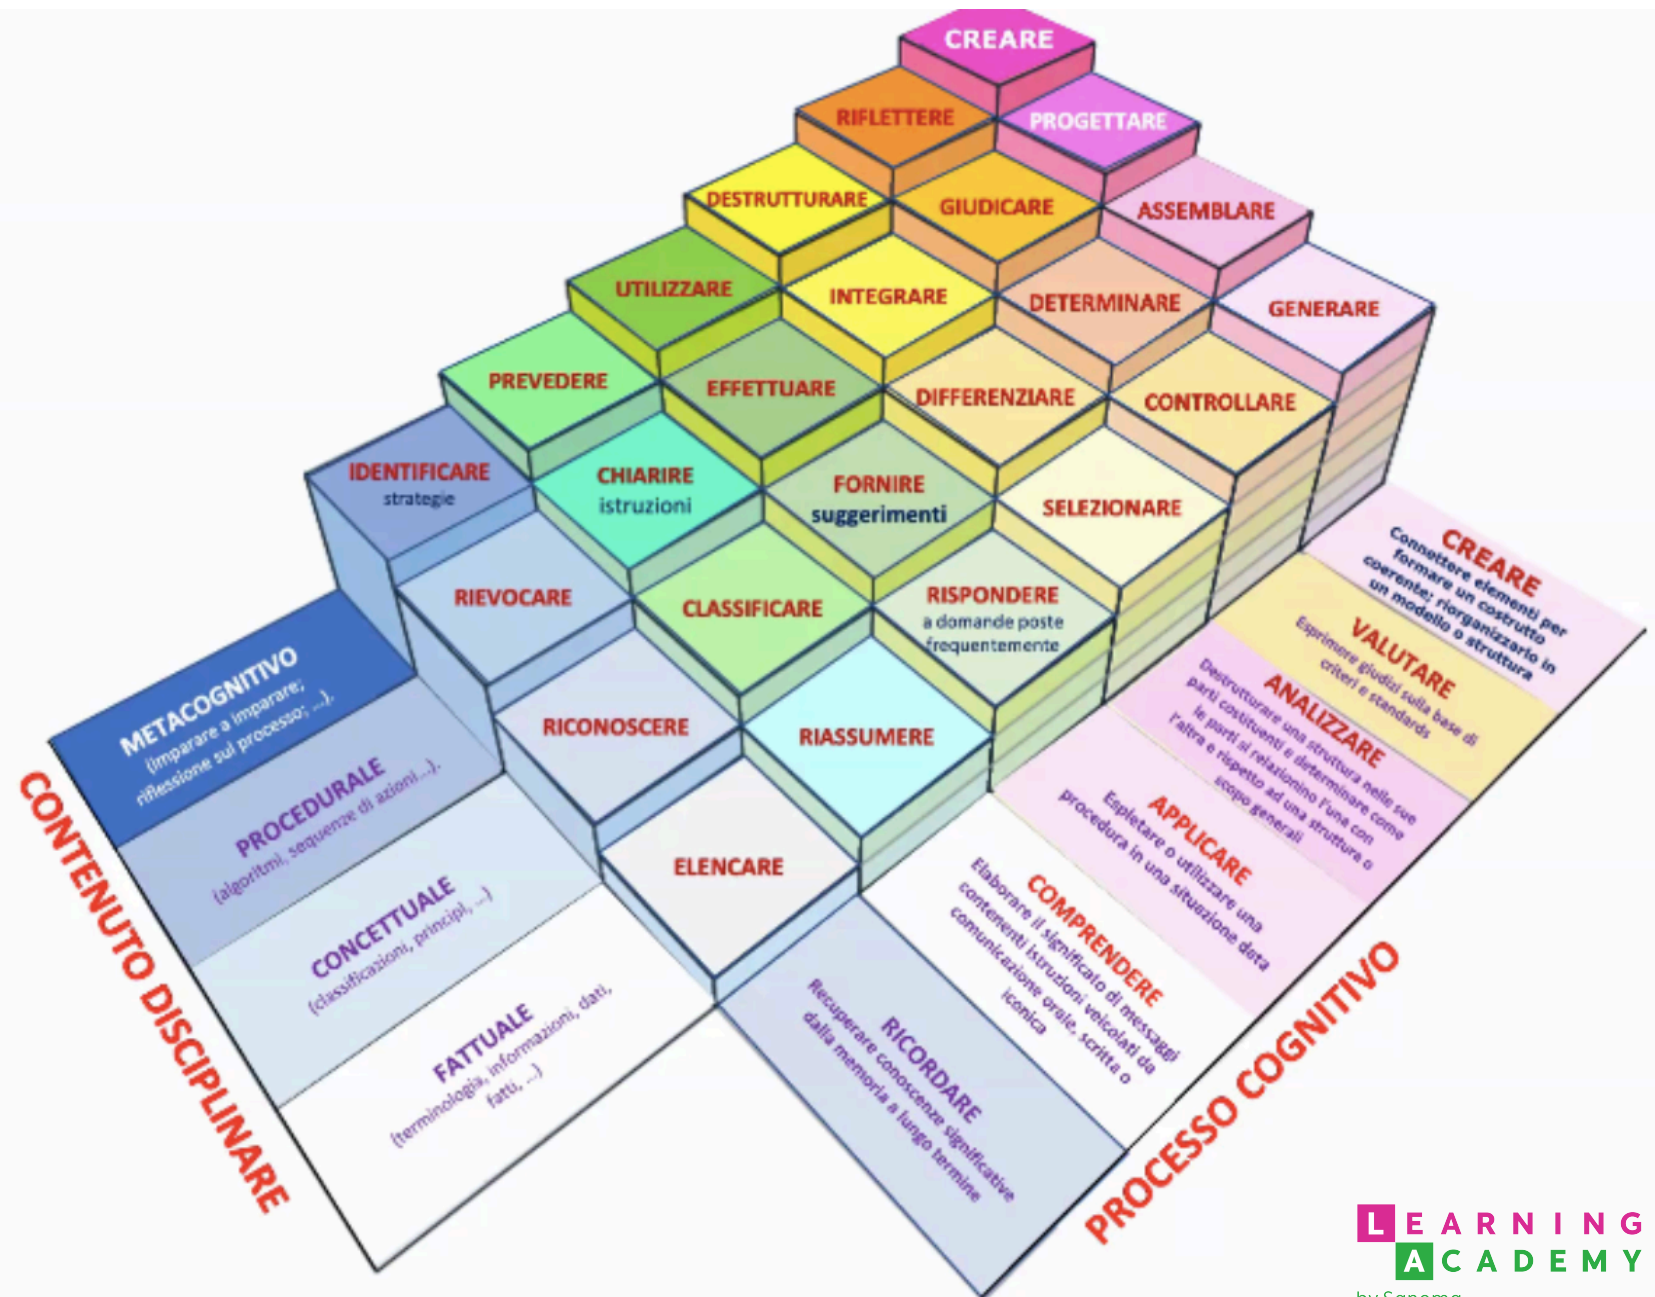 CREARE
RIFLETTERE
PROGETTARE
DESTRUTTURARE
GIUDICARE
ASSEMBLARE
UTILIZZARE
INTEGRARE
DETERMINARE
GENERARE
PREVEDERE
EFFETTUARE
DIFFERENZIARE
CONTROLLARE
IDENTIFICARE
strategie
CHIARIRE
istruzioni
FORNIRE
suggerimenti
SELEZIONARE
RIEVOCARE
CLASSIFICARE
RISPONDERE
a domande poste
frequentemente
RICONOSCERE
RIASSUMERE
ELENCARE
METACOGNITIVO
(imparare a imparare;
riflessione sul processo; ...).
PROCEDURALE
(algoritmi, sequenze di azioni...).
CONCETTUALE
(classificazioni, principi, ...)
FATTUALE
(terminologia, informazioni, dati,
fatti, ...)
CONTENUTO DISCIPLINARE
CREARE
Connettere elementi per
formare un costrutto
coerente; riorganizzarlo in
un modello o struttura
VALUTARE
Esprimere giudizi sulla base di
criteri e standards
ANALIZZARE
Destrutturare una struttura nelle sue
parti costituenti e determinare come
le parti si relazionino l'una con
l'altra e rispetto ad una struttura o
scopo generali
APPLICARE
Espletare o utilizzare una
procedura in una situazione data
COMPRENDERE
Elaborare il significato di messaggi
contenenti istruzioni veicolati da
comunicazione orale, scritta o
iconica
RICORDARE
Recuperare conoscenze significative
dalla memoria a lungo termine
PROCESSO COGNITIVO
LEARNING
ACADEMY
by Sanoma